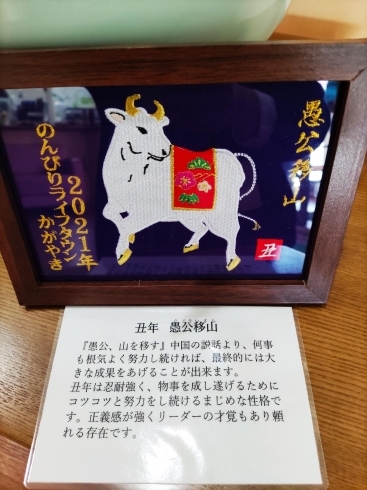 愚公移山
丑
2021年
のんびりライフタウン
かがやき
丑年 愚公移山
『愚公、山を移す』中国の説話より、何事
も根気よく努力し続ければ、最終的には大
きな成果をあげることが出来ます。
丑年は忍耐強く、物事を成し遂げるために
コツコツと努力をし続けるまじめな性格で
す。正義感が強くリーダーの才覚もあり頼
れる存在です。